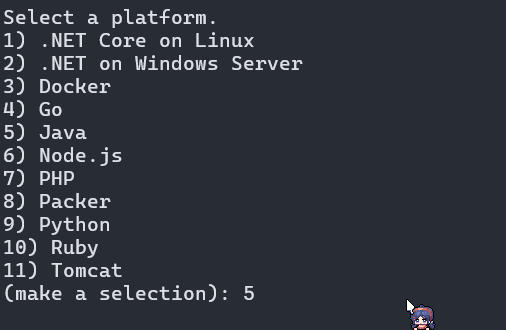 Select a platform.
1) .NET Core on Linux
2) .NET on Windows Server
3) Docker
4) Go
5) Java
6) Node.js
7) PHP
8) Packer
9) Python
10) Ruby
11) Tomcat
(make a selection): 5